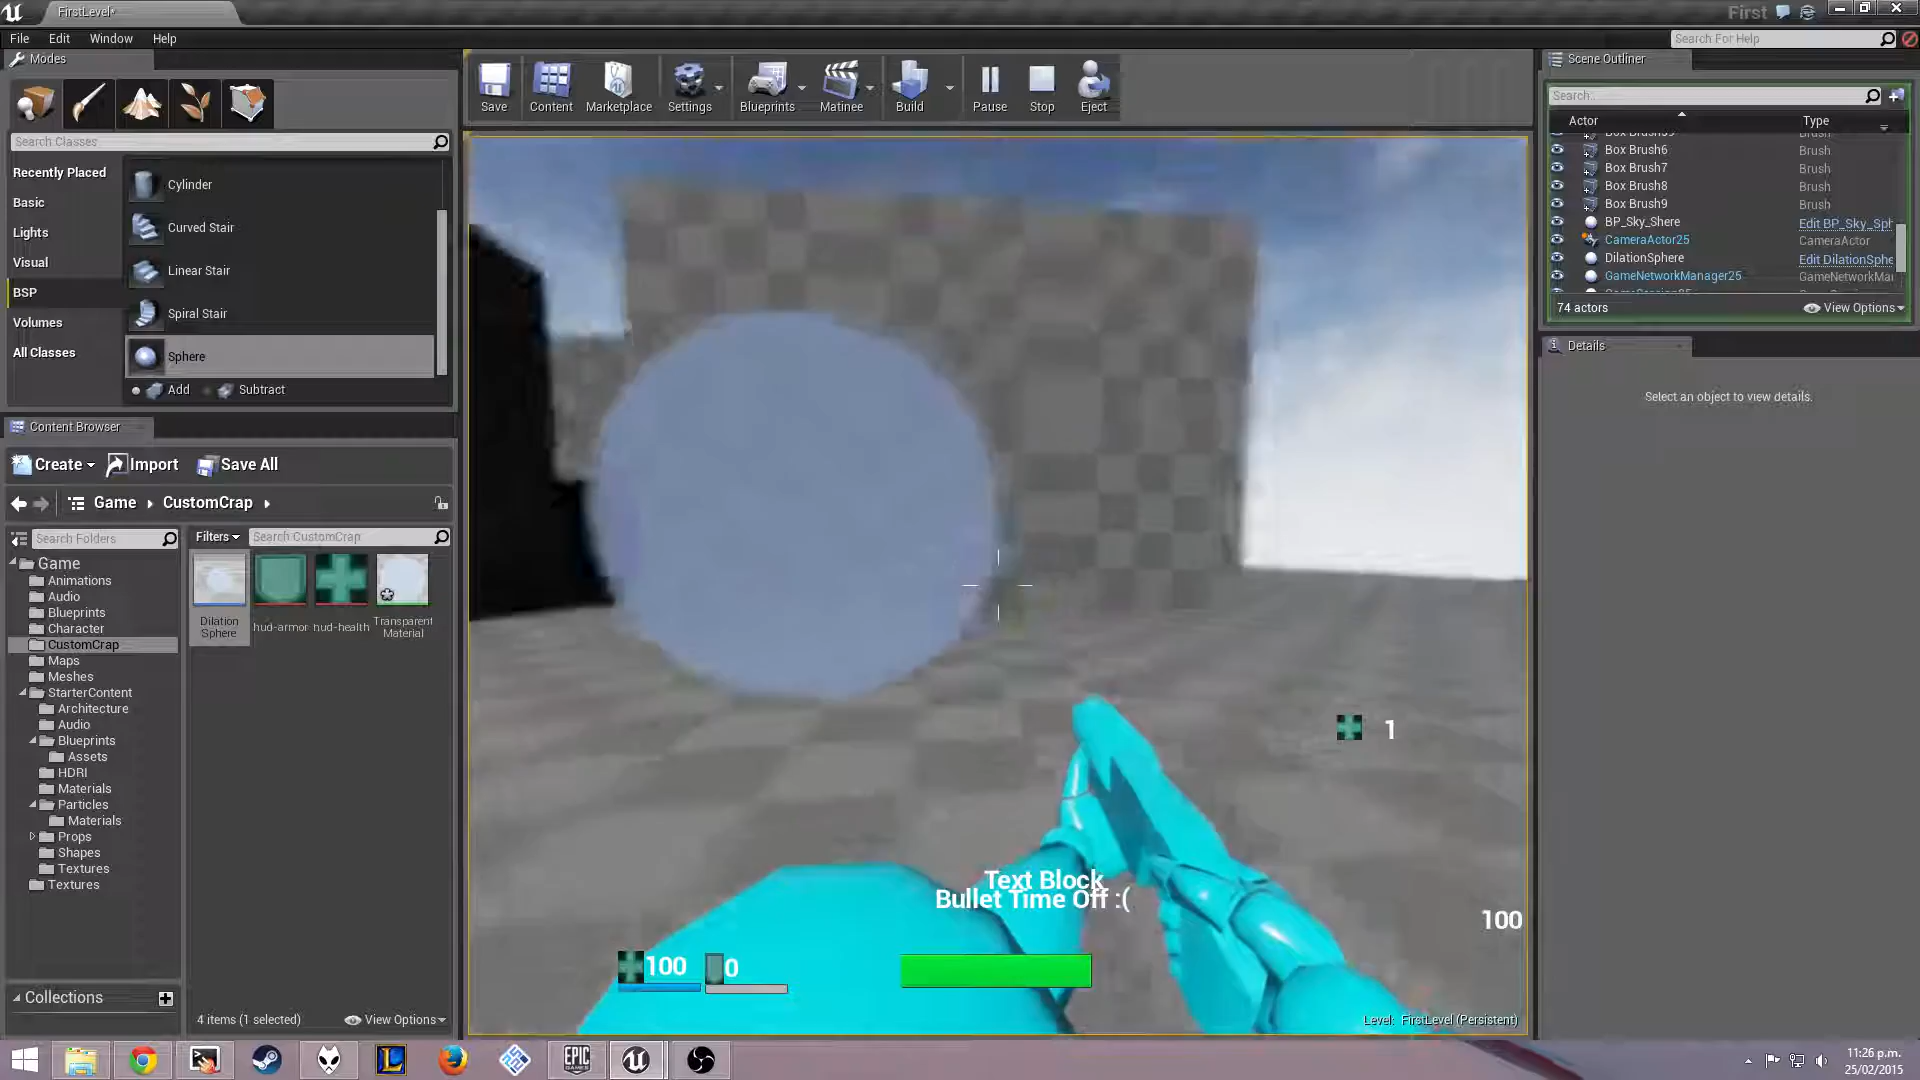 FirstLevel*
First
File Edit Window Help
Search For Help
Modes
Search Classes
Recently Placed
Basic
Lights
Visual
BSP
Volumes
All Classes
Cylinder
Curved Stair
Linear Stair
Spiral Stair
Sphere
Add Subtract
Save Content Marketplace Settings Blueprints Matinee Build Pause Stop Eject
Content Browser
Create Import Save All
Game CustomCrap
Search Folders
Filters Search CustomCrap
Game
Animations
Audio
Blueprints
Character
CustomCrap
Maps
Meshes
StarterContent
Architecture
Audio
Blueprints
Assets
HDRI
Materials
Particles
Materials
Props
Shapes
Textures
Textures
Dilation
Sphere
hud-armor
hud-health
Transparent
Material
Collections
4 items (1 selected) View Options
1
Text Block
Bullet Time Off :(
100
100 0
Level: FirstLevel (Persistent)
Scene Outliner
Search...
Actor Type
Box Brush6 Brush
Box Brush7 Brush
Box Brush8 Brush
Box Brush9 Brush
BP_Sky_Shere Edit BP_Sky_Sph
CameraActor25 CameraActor
DilationSphere Edit DilationSphe
GameNetworkManager25 GameNetworkMa
74 actors View Options
Details
Select an object to view details.
EPIC
GAMES
11:26 p.m.
25/02/2015